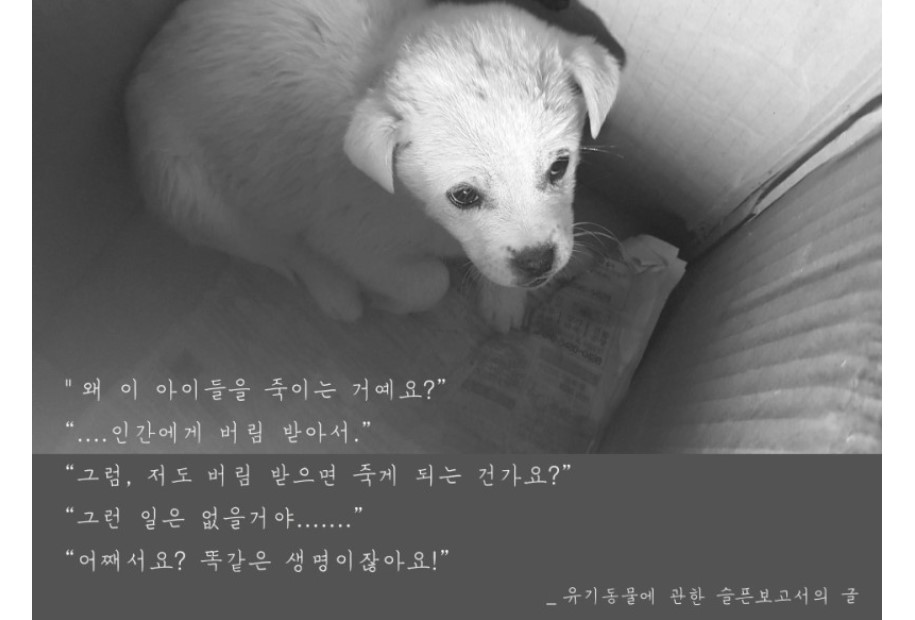 " 왜 이 아이들을 죽이는 거예요?”
“....인간에게 버림 받아서.”
“그럼, 저도 버림 받으면 죽게 되는 건가요?”
“그런 일은 없을거야.......”
“어째서요? 똑같은 생명이잖아요!”
_ 유기동물에 관한 슬픈보고서의 글